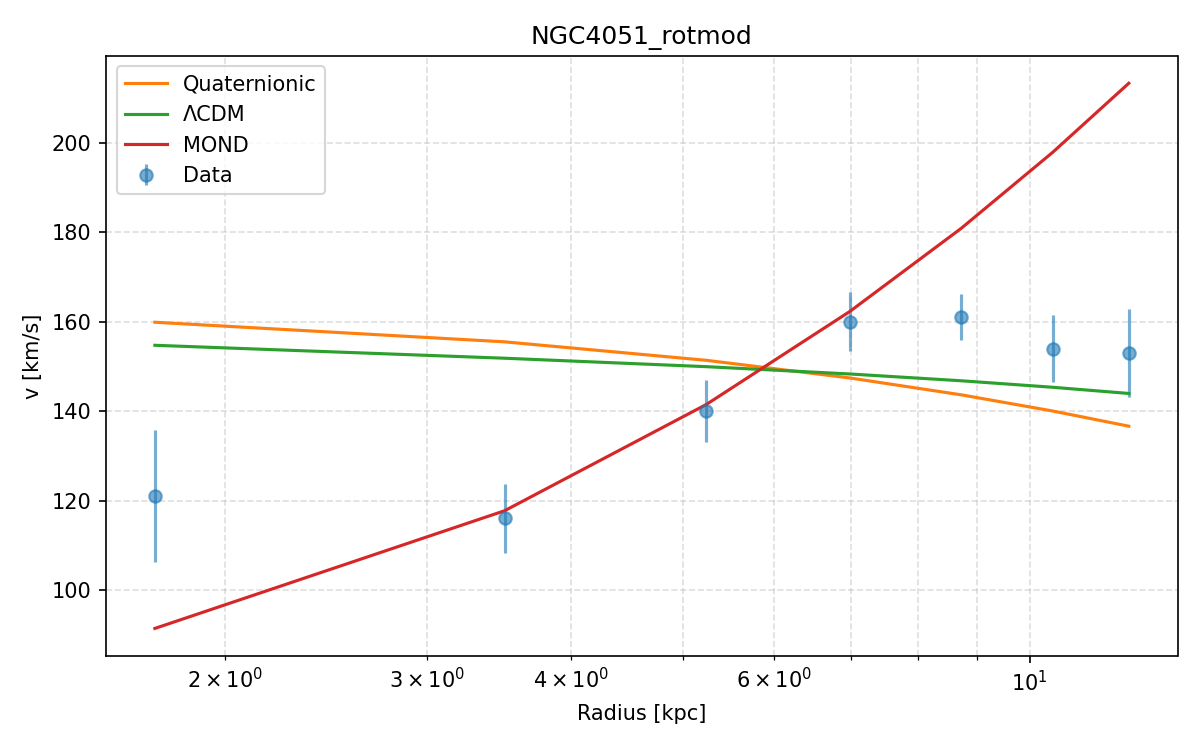 NGC4051_rotmod
Quaternionic
ΛCDM
MOND
Data
v [km/s]
200
180
160
140
120
100
2 × 10⁰
3 × 10⁰
4 × 10⁰
6 × 10⁰
10¹
Radius [kpc]